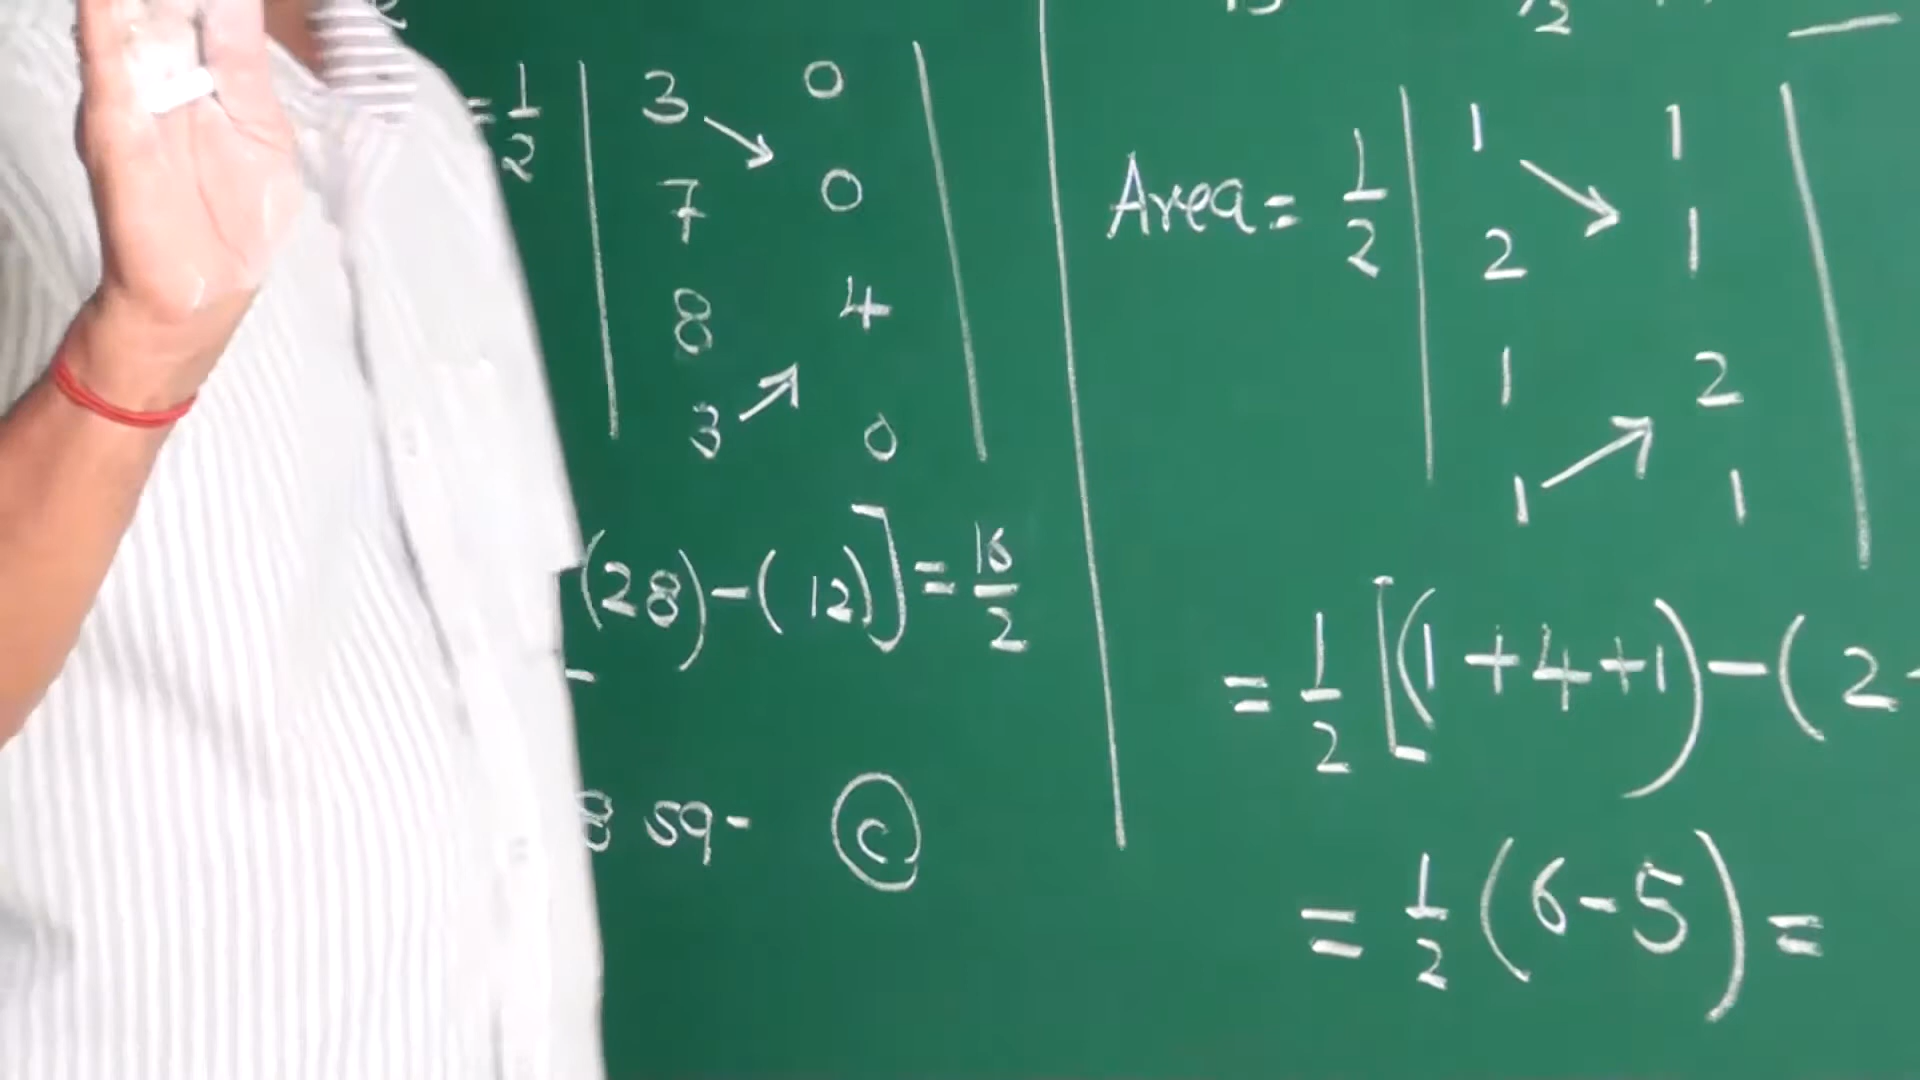 = 1/2 | 3 0 |
7 0
8 4
3 0
(28) - (12)] = 16/2
8 sq-
C
Area = 1/2 | 1 1 |
2 1
1 2
1 1
= 1/2 [(1 + 4 + 1) - (2
= 1/2 (6 - 5) =